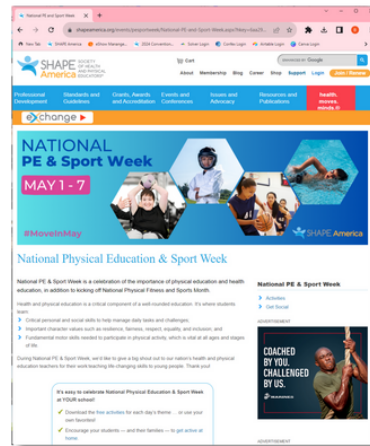 National PE and Sport Week
shapeamerica.org/events/pesportweek/National PE and Sport Week.aspx
New Tab
SHAPE America
Salsa Login
Confex Login
Airtable Login
Canva Login
SHAPE America
SOCIETY OF HEALTH AND PHYSICAL EDUCATORS
Cart
Google
About Membership Blog Career Shop Support Login Join / Renew
Professional Development
Standards and Guidelines
Grants, Awards and Accreditation
Events and Conferences
Issues and Advocacy
Resources and Publications
health. moves. minds.®
exchange
NATIONAL
PE & Sport Week
MAY 1 - 7
#MoveInMay
SHAPE America
National Physical Education & Sport Week
National PE & Sport Week is a celebration of the importance of physical education and health
education, in addition to kicking off National Physical Fitness and Sports Month.
Health and physical education is a critical component of a well-rounded education. It's where students
learn:
Critical personal and social skills to help manage daily tasks and challenges;
Important character values such as resilience, fairness, respect, equality, and inclusion; and
Fundamental motor skills needed to participate in physical activity, which is vital at all ages and stages
of life.
During National PE & Sport Week, we'd like to give a big shout out to our nation's health and physical
education teachers for their work teaching life-changing skills to young people. Thank you!
It's easy to celebrate National Physical Education & Sport Week
at YOUR school!
Download the free activities for each day's theme ... or use your
own favorites!
Encourage your students — and their families — to get active at
home.
National PE & Sport Week
Activities
Get Social
ADVERTISEMENT
COACHED
BY YOU.
CHALLENGED
BY US.
ADVERTISEMENT